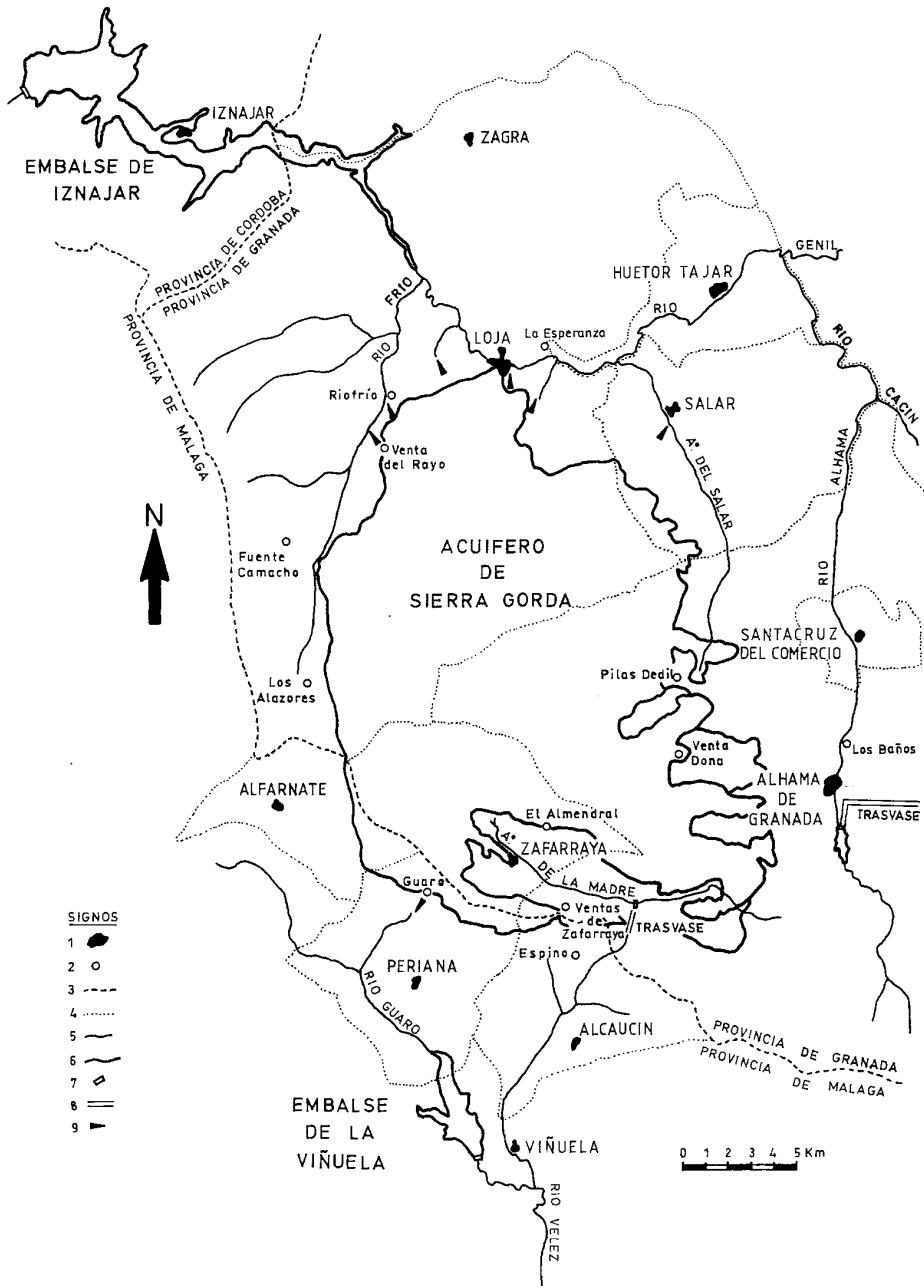 IZNAJAR
EMBALSE DE
IZNAJAR
ZAGRA
PROVINCIA DE CORDOBA
PROVINCIA DE GRANADA
PROVINCIA DE MALAGA
GENIL
HUETOR TAJAR
RIO
FRIO
RIO
LOJA
La Esperanza
RIO
CACIN
Riofrío
SALAR
Venta
del Rayo
Aº DEL SALAR
ALHAMA
RIO
N
Fuente
Camacho
ACUIFERO
DE
SIERRA GORDA
SANTACRUZ
DEL COMERCIO
Los
Alazores
Pilas Dedil
Venta
Dona
Los Baños
ALFARNATE
ALHAMA
DE
GRANADA
TRASVASE
El Almendral
Aº
ZAFARRAYA
DE LA MADRE
Guaro
Ventas
de
Zafarraya
TRASVASE
Espino
PERIANA
RIO GUARO
ALCAUCIN
PROVINCIA DE GRANADA
PROVINCIA DE MALAGA
EMBALSE
DE LA
VIÑUELA
VIÑUELA
RIO VELEZ
SIGNOS
1
2
3
4
5
6
7
8
9
0 1 2 3 4 5 Km